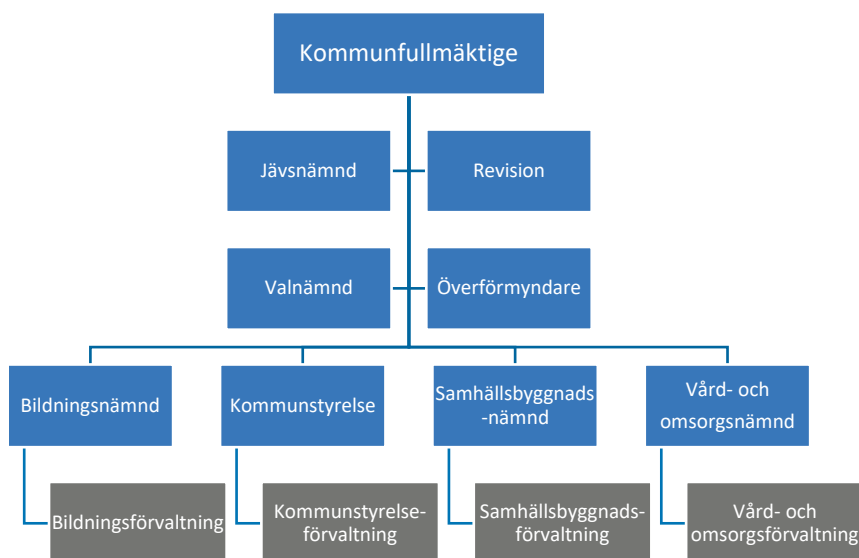 Kommunfullmäktige
Jävsnämnd
Revision
Valnämnd
Överförmyndare
Bildningsnämnd
Kommunstyrelse
Samhällsbyggnads
-nämnd
Vård- och
omsorgsnämnd
Bildningsförvaltning
Kommunstyrelse-
förvaltning
Samhällsbyggnads-
förvaltning
Vård- och
omsorgsförvaltning